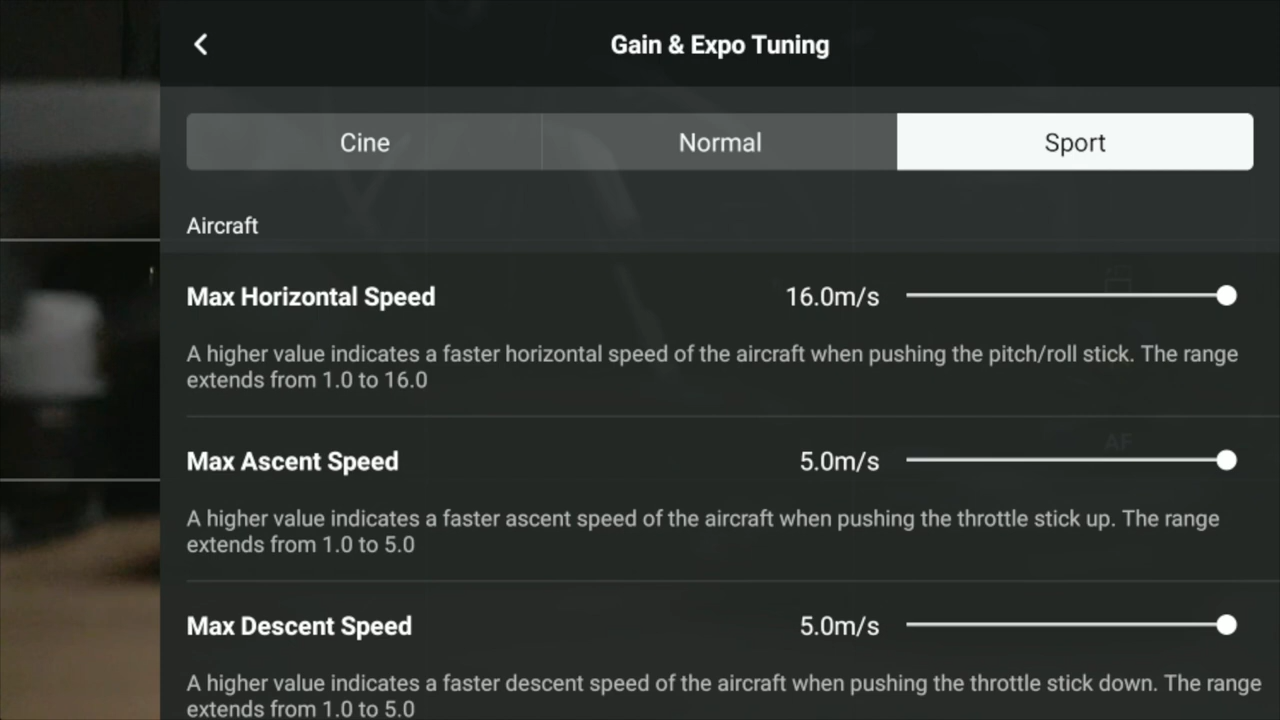 Gain & Expo Tuning
Cine
Normal
Sport
Aircraft
Max Horizontal Speed
16.0m/s
A higher value indicates a faster horizontal speed of the aircraft when pushing the pitch/roll stick. The range
extends from 1.0 to 16.0
AF
Max Ascent Speed
5.0m/s
A higher value indicates a faster ascent speed of the aircraft when pushing the throttle stick up. The range
extends from 1.0 to 5.0
Max Descent Speed
5.0m/s
A higher value indicates a faster descent speed of the aircraft when pushing the throttle stick down. The range
extends from 1.0 to 5.0